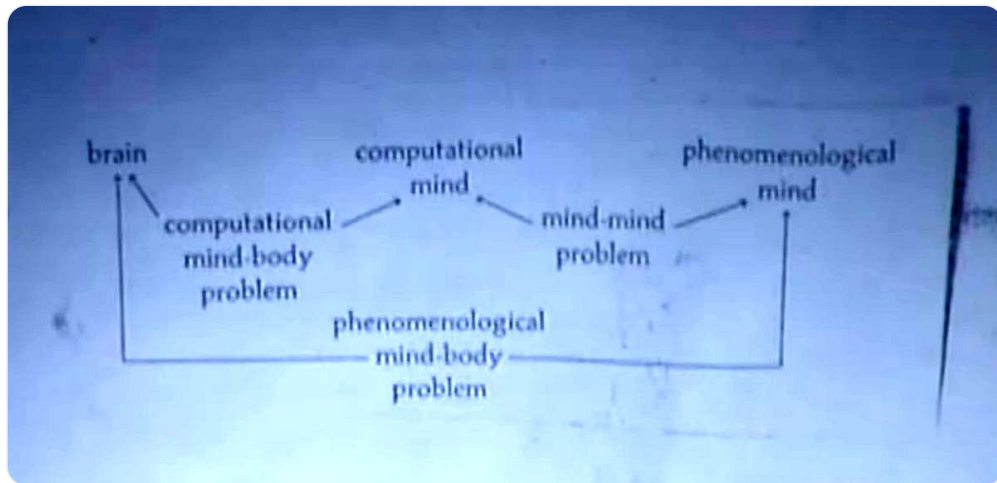 brain
computational
mind
phenomenological
mind
computational
mind-body
problem
mind-mind
problem
phenomenological
mind-body
problem